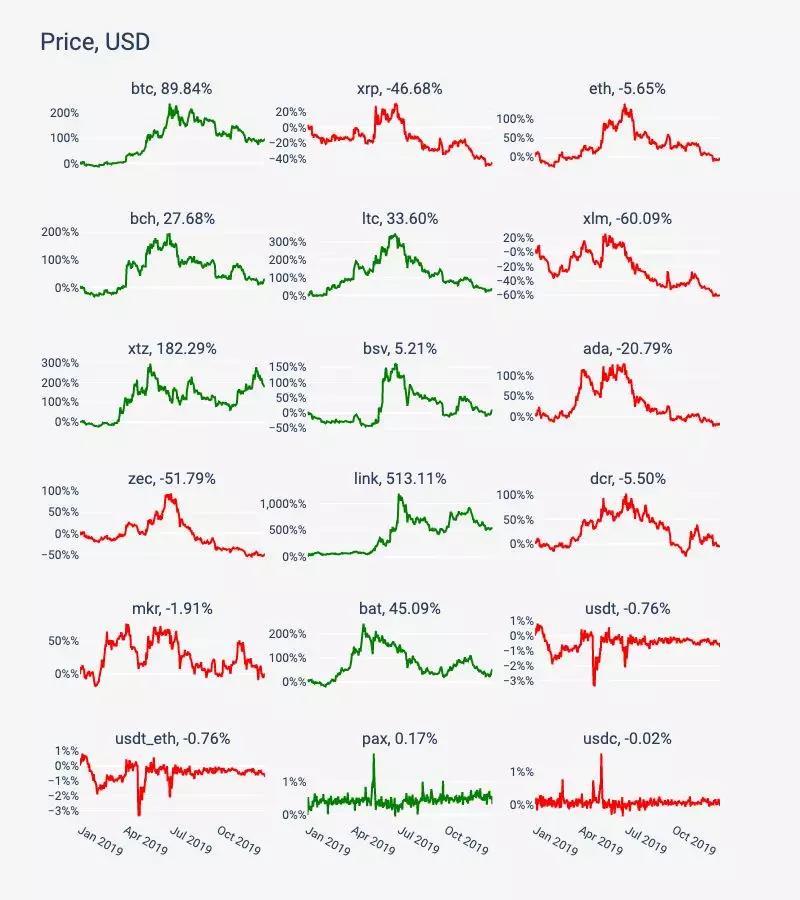 Price, USD
btc, 89.84% xrp, -46.68% eth, -5.65%
200%% 20%% 100%%
100%% 0%% 50%%
0%% −20%% 0%%
−40%%
bch, 27.68% ltc, 33.60% xlm, -60.09%
200%% 300%% 20%%
100%% 200%% −0%%
0%% 100%% −20%%
0%% −40%%
−60%%
xtz, 182.29% bsv, 5.21% ada, -20.79%
300%% 150%% 100%%
200%% 100%% 50%%
100%% 50%% 0%%
0%% 0%%
−50%%
zec, -51.79% link, 513.11% dcr, -5.50%
100%% 1,000%% 100%%
50%% 500%% 50%%
0%% 0%% 0%%
−50%%
mkr, -1.91% bat, 45.09% usdt, -0.76%
50%% 200%% 1%%
0%% 100%% 0%%
0%% −1%%
−2%%
−3%%
usdt_eth, -0.76% pax, 0.17% usdc, -0.02%
1%% 1%% 1%%
0%% 0%% 0%%
−1%%
−2%%
−3%%
Jan 2019 Apr 2019 Jul 2019 Oct 2019 Jan 2019 Apr 2019 Jul 2019 Oct 2019 Jan 2019 Apr 2019 Jul 2019 Oct 2019